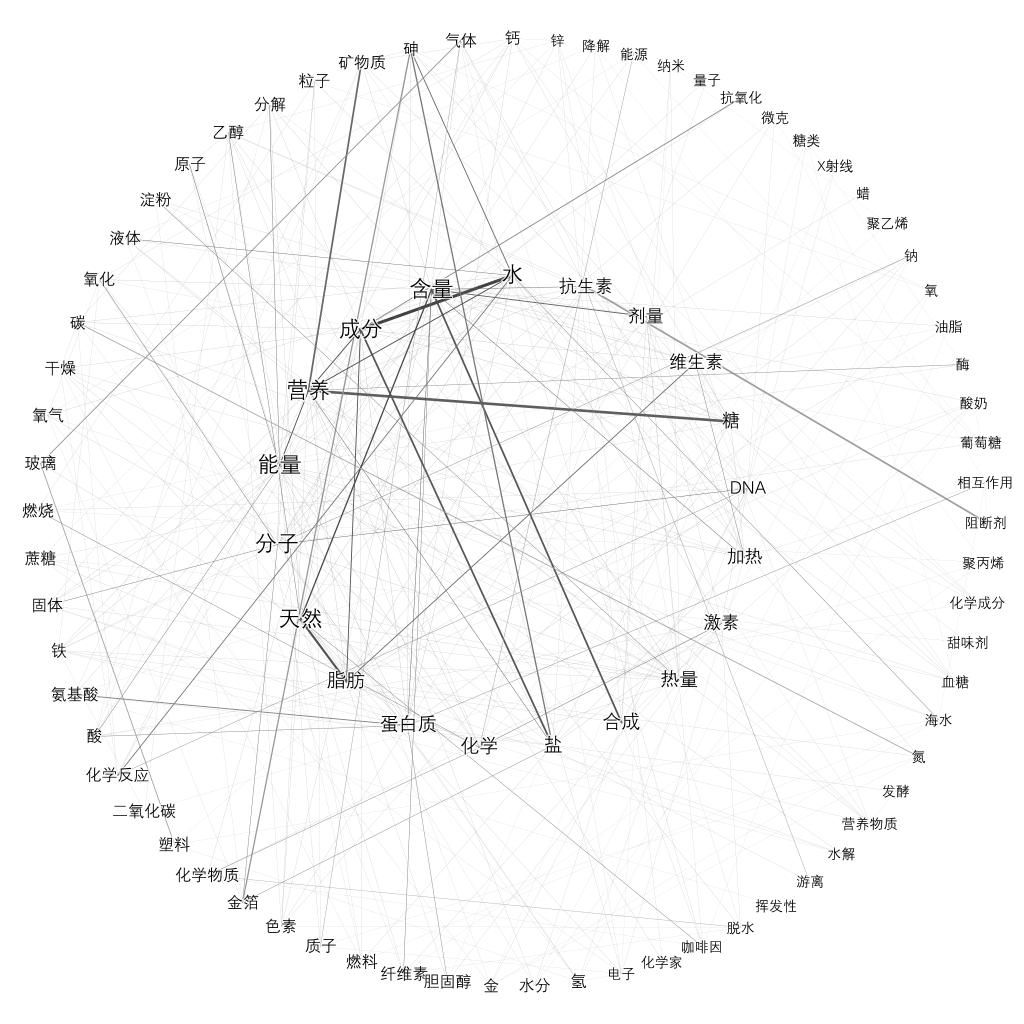 砷
气体
钙
锌
降解
能源
纳米
量子
抗氧化
微克
糖类
X射线
蜡
聚乙烯
钠
氧
油脂
酶
酸奶
葡萄糖
相互作用
阻断剂
聚丙烯
化学成分
甜味剂
血糖
海水
氮
发酵
营养物质
水解
游离
挥发性
脱水
咖啡因
化学家
电子
氢
水分
金
胆固醇
纤维素
燃料
质子
色素
金箔
化学物质
塑料
二氧化碳
化学反应
酸
氨基酸
铁
固体
蔗糖
燃烧
玻璃
氧气
干燥
碳
氧化
液体
淀粉
原子
乙醇
分解
粒子
矿物质
水
抗生素
剂量
维生素
糖
DNA
加热
激素
热量
合成
盐
化学
蛋白质
脂肪
天然
分子
能量
营养
成分
含量